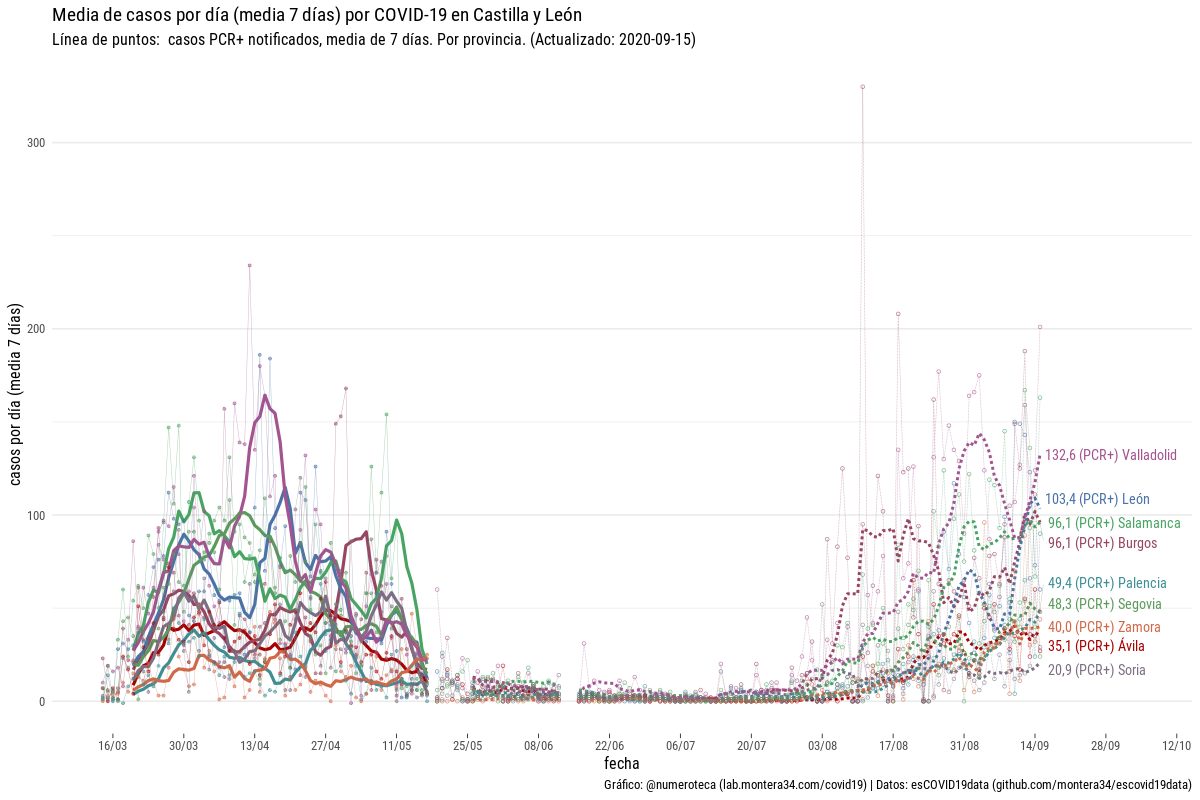 Media de casos por día (media 7 días) por COVID-19 en Castilla y León
Línea de puntos:  casos PCR+ notificados, media de 7 días. Por provincia. (Actualizado: 2020-09-15)
casos por día (media 7 días)
300
200
100
0
132,6 (PCR+) Valladolid
103,4 (PCR+) León
96,1 (PCR+) Salamanca
96,1 (PCR+) Burgos
49,4 (PCR+) Palencia
48,3 (PCR+) Segovia
40,0 (PCR+) Zamora
35,1 (PCR+) Ávila
20,9 (PCR+) Soria
16/03 30/03 13/04 27/04 11/05 25/05 08/06 22/06 06/07 20/07 03/08 17/08 31/08 14/09 28/09 12/10
fecha
Gráfico: @numeroteca (lab.montera34.com/covid19) | Datos: esCOVID19data (github.com/montera34/escovid19data)